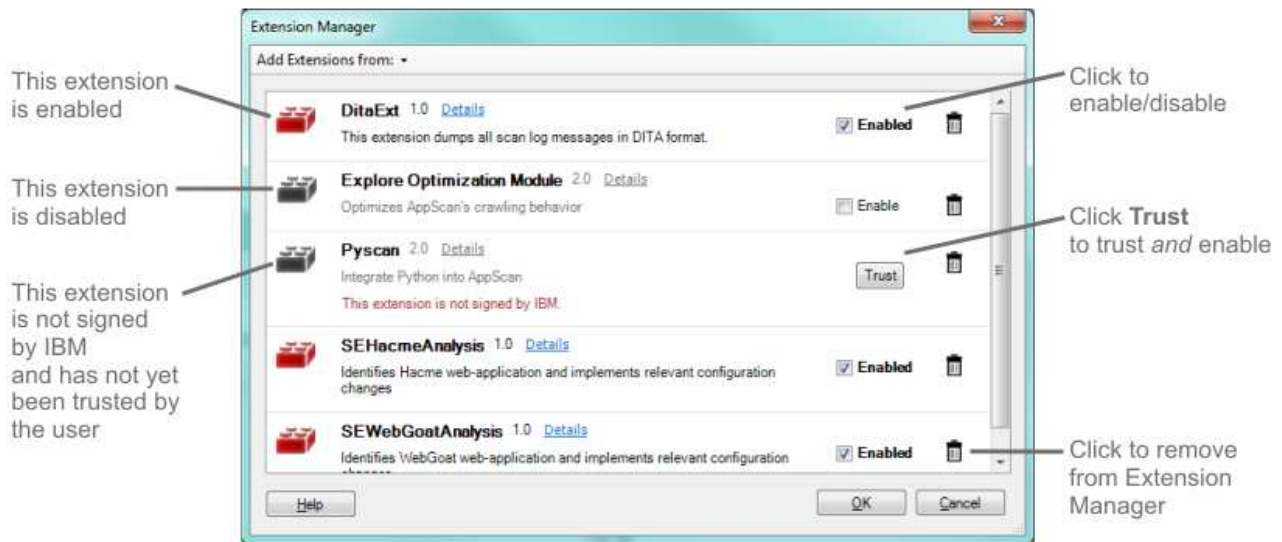 Extension Manager
Add Extensions from:
This extension
is enabled
DitaExt 1.0 Details
This extension dumps all scan log messages in DITA format.
Enabled
Click to
enable/disable
This extension
is disabled
Explore Optimization Module 2.0 Details
Optimizes AppScan's crawling behavior
Enable
Pyscan 2.0 Details
Integrate Python into AppScan
This extension is not signed by IBM.
Trust
Click Trust
to trust and enable
This extension
is not signed
by IBM
and has not yet
been trusted by
the user
SEHacmeAnalysis 1.0 Details
Identifies Hacme web-application and implements relevant configuration
changes
Enabled
SEWebGoatAnalysis 1.0 Details
Identifies WebGoat web-application and implements relevant configuration
Enabled
Click to remove
from Extension
Manager
Help
OK
Cancel